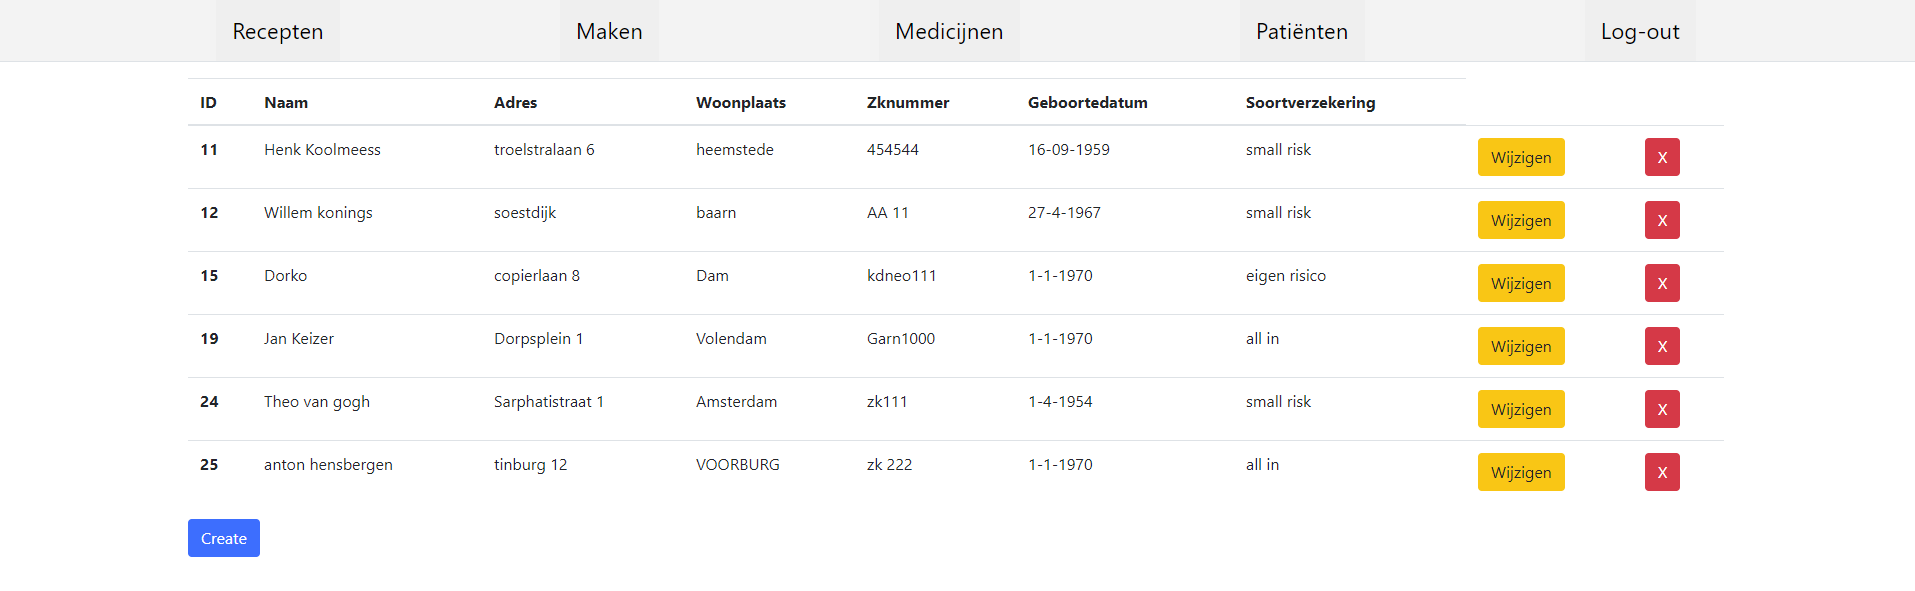 Recepten Maken Medicijnen Patiënten Log-out
ID Naam Adres Woonplaats Zknummer Geboortedatum Soortverzekering
11 Henk Koolmeess troelstralaan 6 heemstede 454544 16-09-1959 small risk Wijzigen X
12 Willem konings soestdijk baarn AA 11 27-4-1967 small risk Wijzigen X
15 Dorko copierlaan 8 Dam kdneo111 1-1-1970 eigen risico Wijzigen X
19 Jan Keizer Dorpsplein 1 Volendam Garn1000 1-1-1970 all in Wijzigen X
24 Theo van gogh Sarphatistraat 1 Amsterdam zk111 1-4-1954 small risk Wijzigen X
25 anton hensbergen tinburg 12 VOORBURG zk 222 1-1-1970 all in Wijzigen X
Create